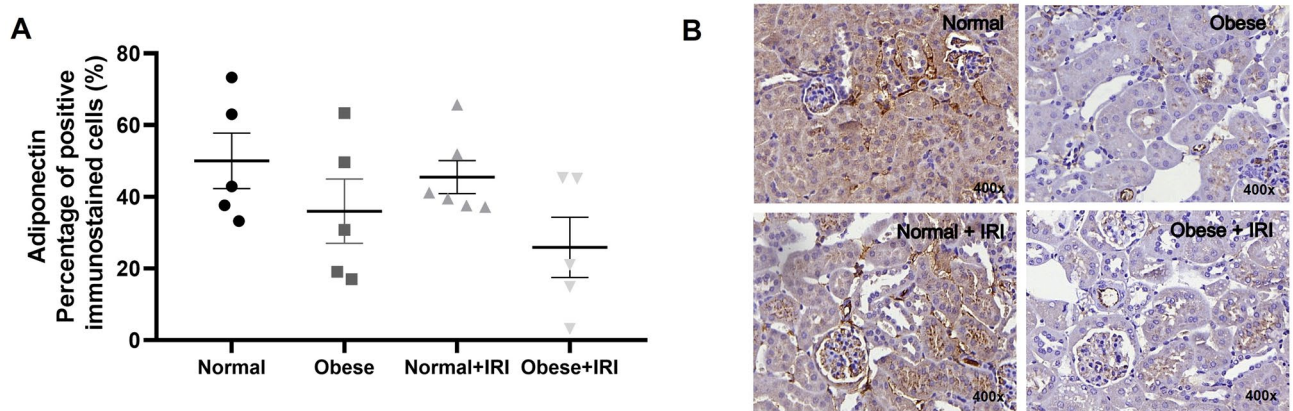 A
Adiponectin
Percentage of positive
immunostained cells (%)
80
60
40
20
0
Normal
Obese
Normal+IRI
Obese+IRI
B
Normal
400x
Obese
400x
Normal + IRI
400x
Obese + IRI
400x